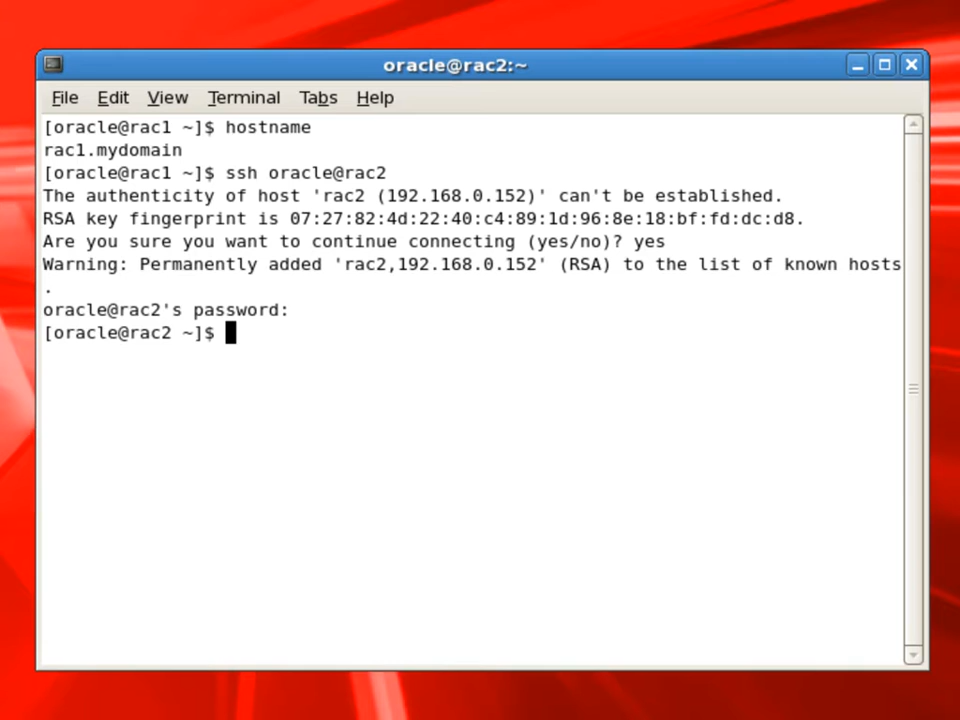 oracle@rac2:~
File Edit View Terminal Tabs Help
[oracle@rac1 ~]$ hostname
rac1.mydomain
[oracle@rac1 ~]$ ssh oracle@rac2
The authenticity of host 'rac2 (192.168.0.152)' can't be established.
RSA key fingerprint is 07:27:82:4d:22:40:c4:89:1d:96:8e:18:bf:fd:dc:d8.
Are you sure you want to continue connecting (yes/no)? yes
Warning: Permanently added 'rac2,192.168.0.152' (RSA) to the list of known hosts
.
oracle@rac2's password:
[oracle@rac2 ~]$